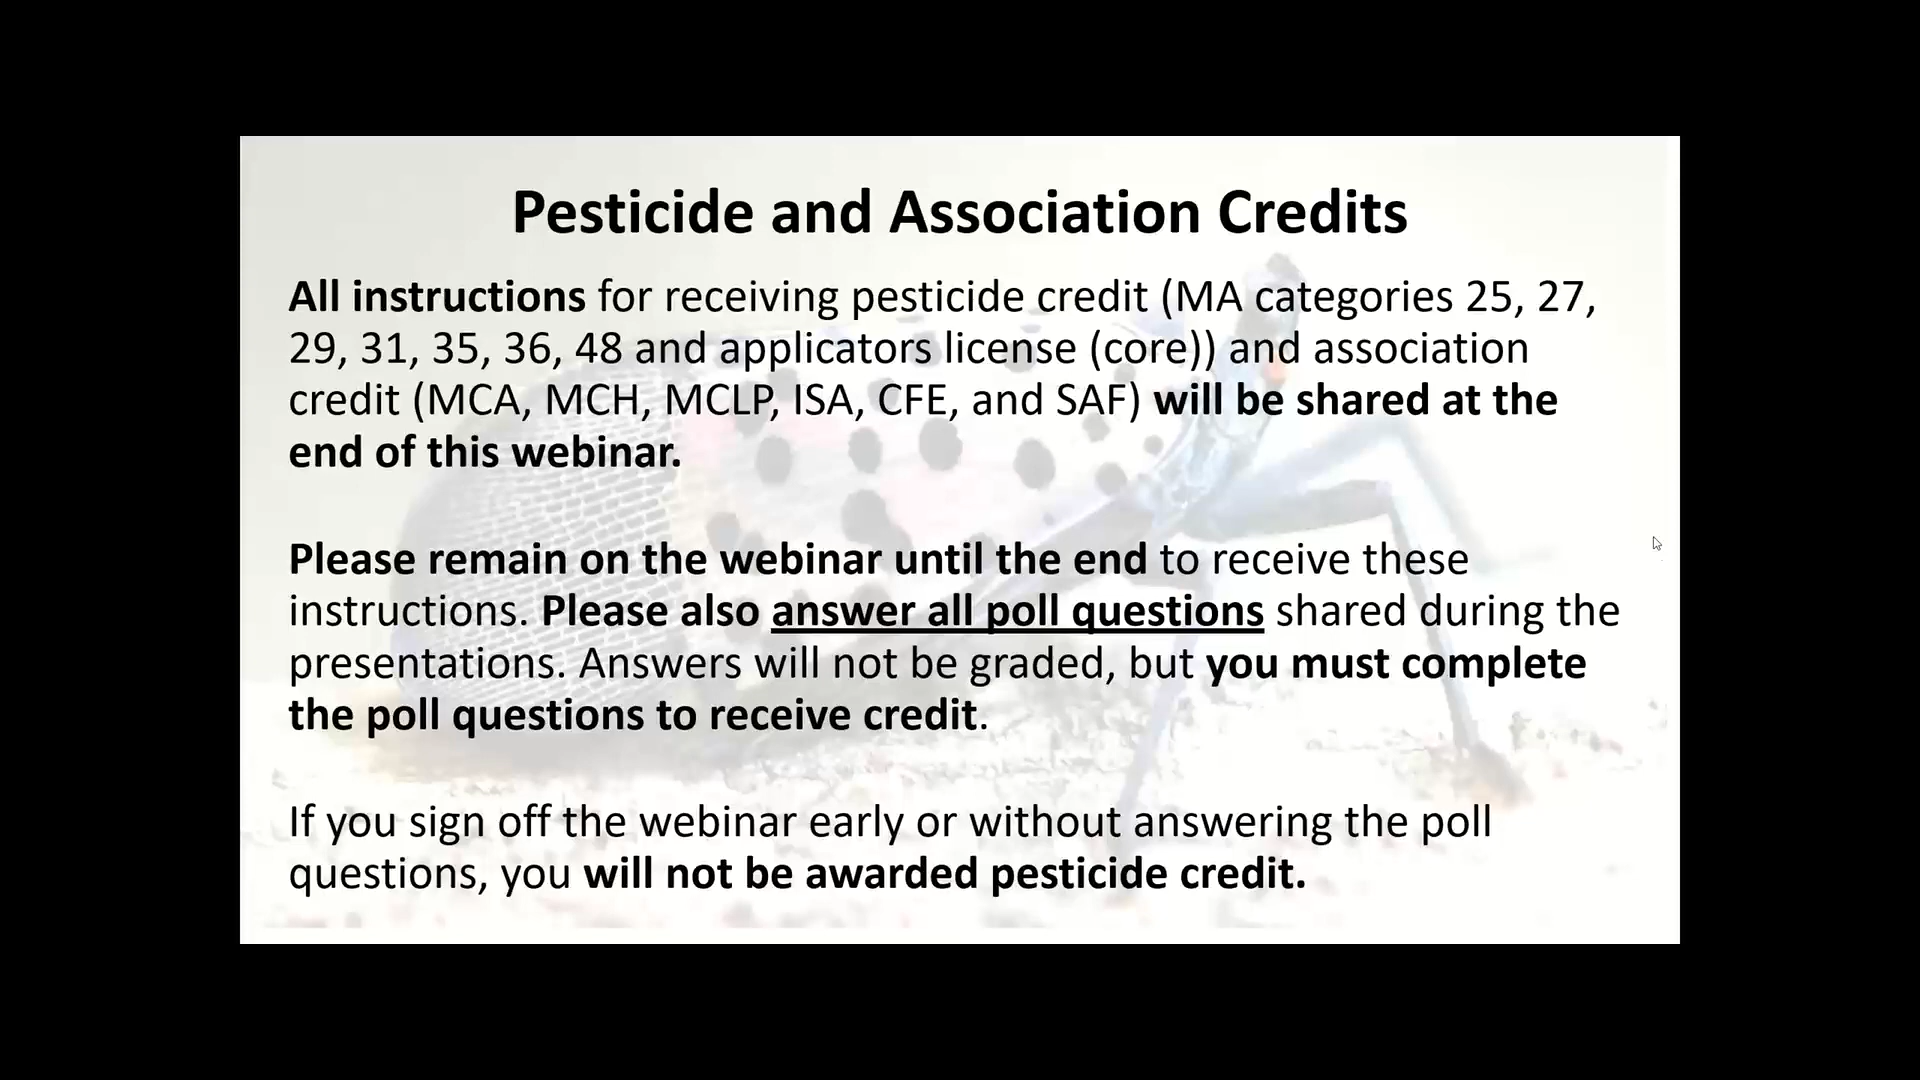 Pesticide and Association Credits
All instructions for receiving pesticide credit (MA categories 25, 27,
29, 31, 35, 36, 48 and applicators license (core)) and association
credit (MCA, MCH, MCLP, ISA, CFE, and SAF) will be shared at the
end of this webinar.
Please remain on the webinar until the end to receive these
instructions. Please also answer all poll questions shared during the
presentations. Answers will not be graded, but you must complete
the poll questions to receive credit.
If you sign off the webinar early or without answering the poll
questions, you will not be awarded pesticide credit.